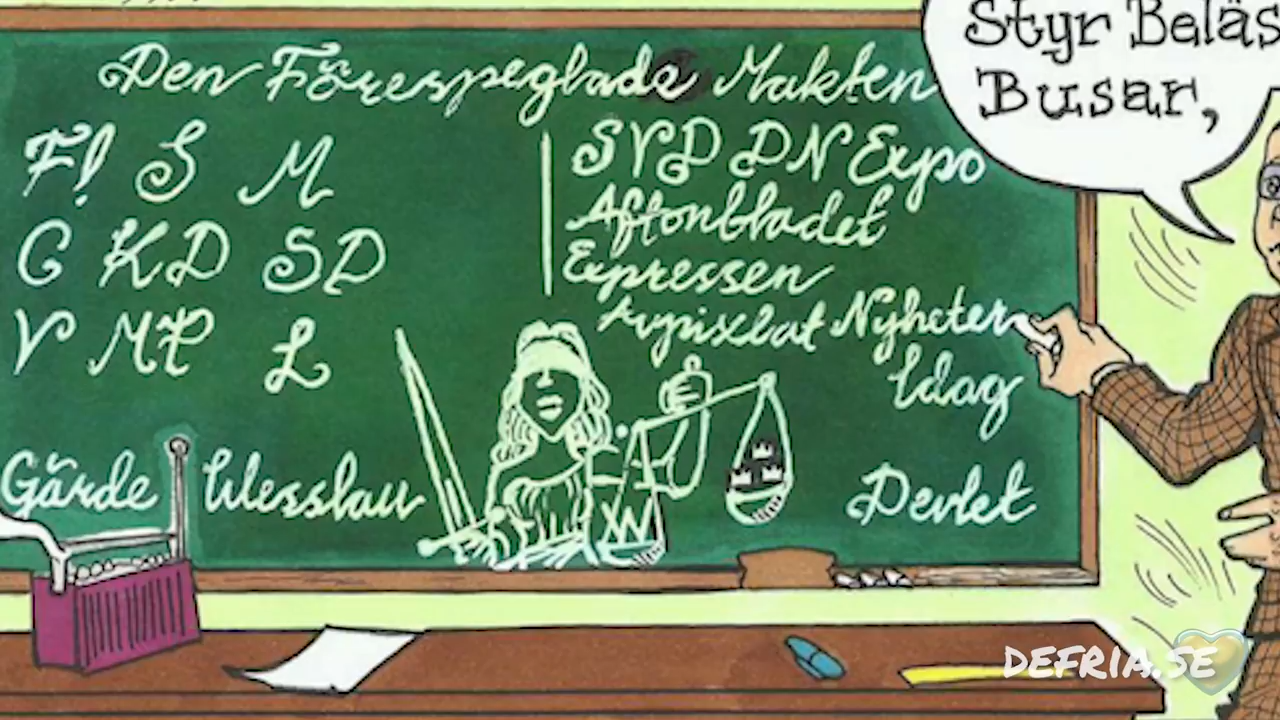 Styr Beläs
Busar,
Den Förespeglade Makten
F! S M
C KD SD
V MP L
SVD DN Expo
Aftonbladet
Expressen
Avpixlat Nyheter
Idag
Gärde Wesslau
Devlet
DEFRIA.SE